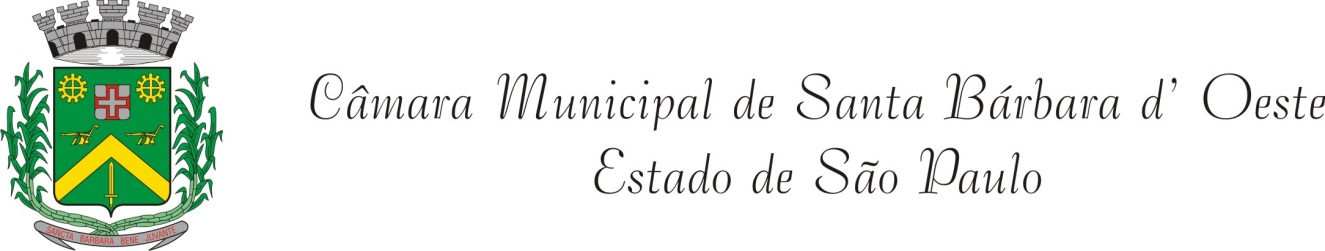 Câmara Municipal de Santa Bárbara d' Oeste
Estado de São Paulo
SANCTA BARBARA BENE JUVANTE